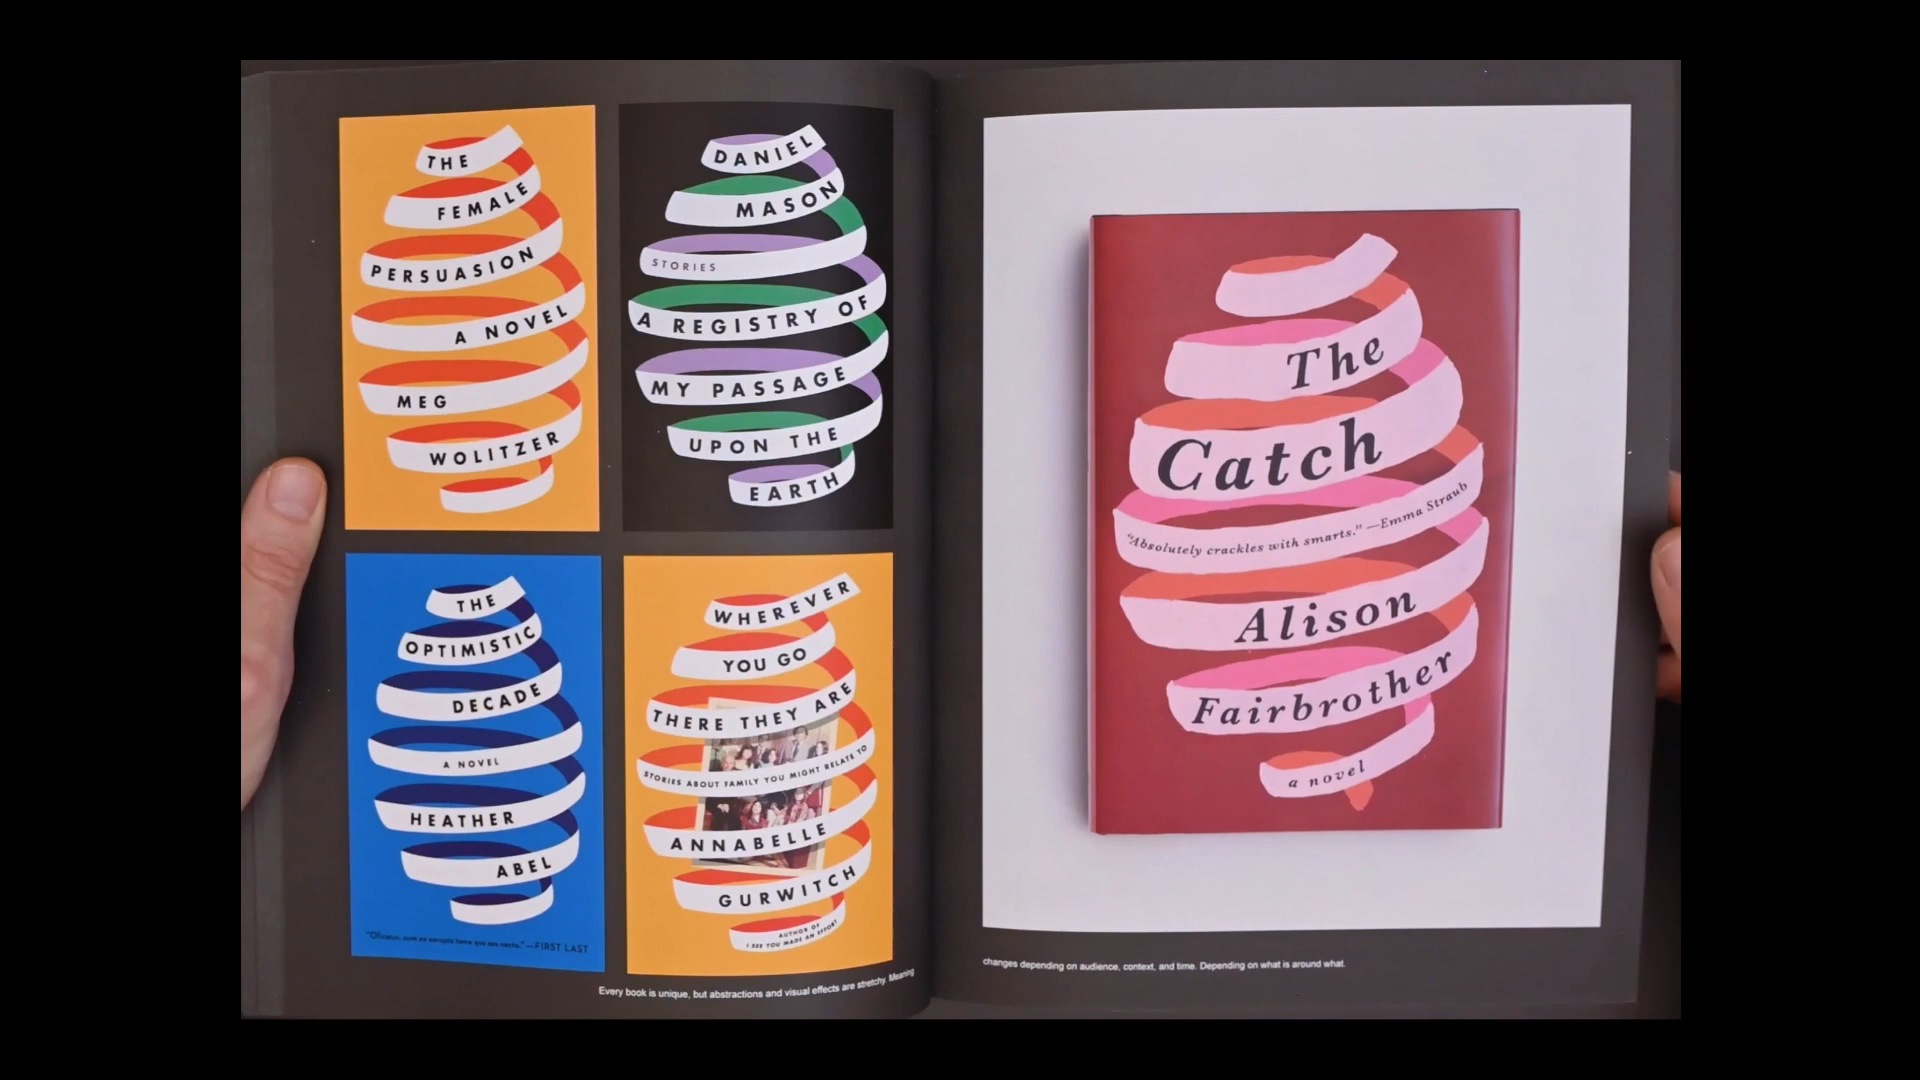 THE
FEMALE
PERSUASION
A NOVEL
MEG
WOLITZER
DANIEL
MASON
STORIES
A REGISTRY OF
MY PASSAGE
UPON THE
EARTH
THE
OPTIMISTIC
DECADE
A NOVEL
HEATHER
ABEL
—FIRST LAST
WHEREVER
YOU GO
THERE THEY ARE
STORIES ABOUT FAMILY YOU MIGHT RELATE TO
ANNABELLE
GURWITCH
AUTHOR OF
I SEE YOU MADE AN EFFORT
Every book is unique, but abstractions and visual effects are stretchy. Meaning
The
Catch
“Absolutely crackles with smarts.” —Emma Straub
Alison
Fairbrother
a novel
changes depending on audience, context, and time. Depending on what is around what.